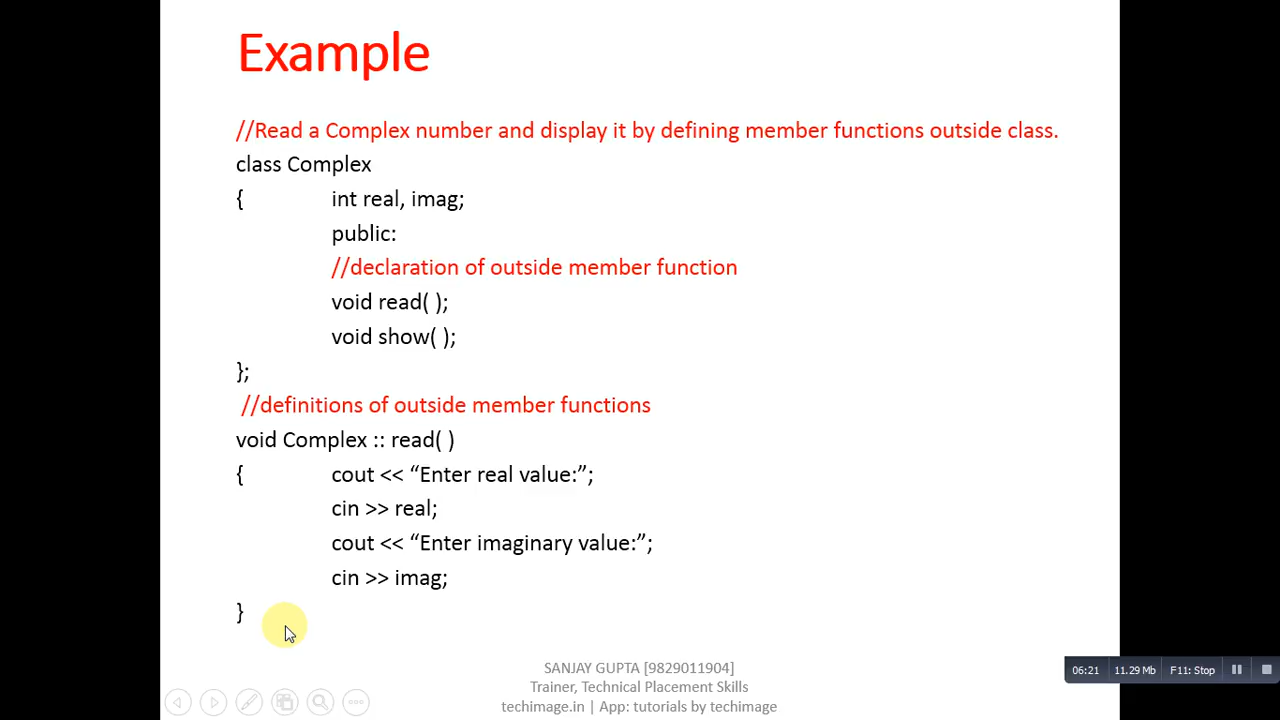 Example
//Read a Complex number and display it by defining member functions outside class.
class Complex
{ int real, imag;
public:
//declaration of outside member function
void read( );
void show( );
};
//definitions of outside member functions
void Complex :: read( )
{ cout << “Enter real value:”;
cin >> real;
cout << “Enter imaginary value:”;
cin >> imag;
}
SANJAY GUPTA [9829011904]
Trainer, Technical Placement Skills
techimage.in | App: tutorials by techimage
06:21 11.29 Mb F11: Stop